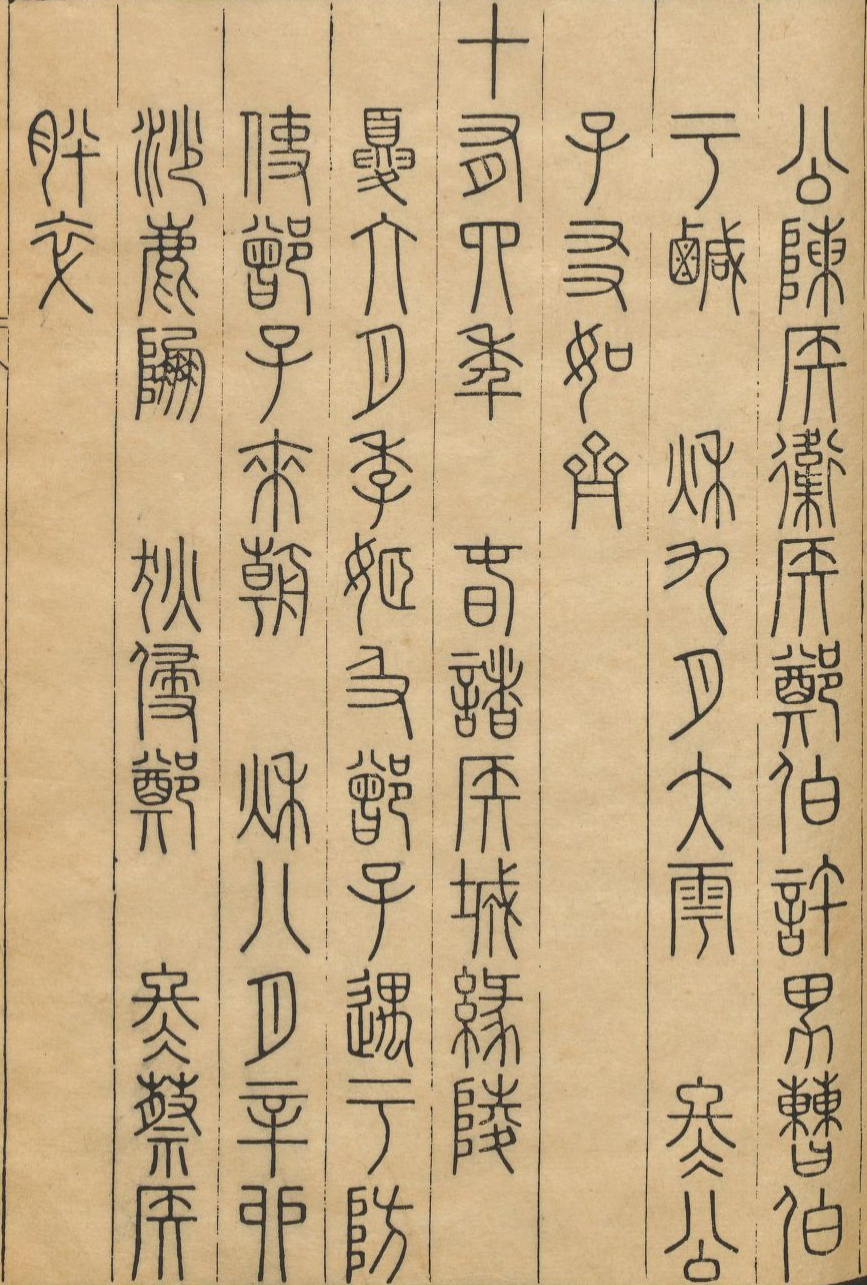 公陳侯衞侯鄭伯許男曹伯
于鹹 秋九月大雩 冬公
子友如齊
十有四年 春諸侯城緣陵
夏六月季姬及鄫子遇于防
使鄫子來朝 秋八月辛卯
沙鹿崩 狄侵鄭 冬蔡侯
肸卒